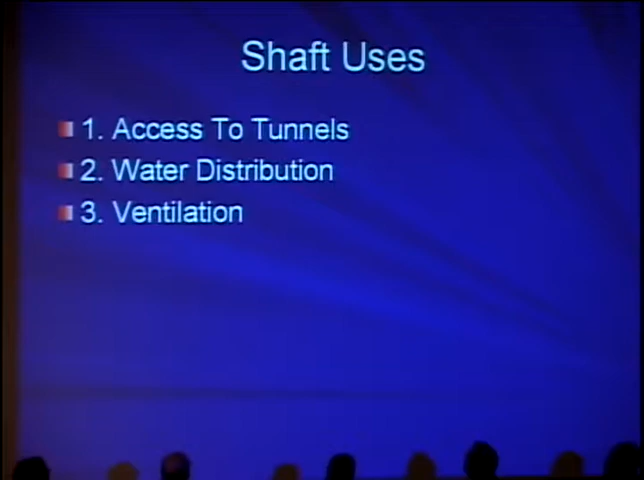 Shaft Uses
1. Access To Tunnels
2. Water Distribution
3. Ventilation